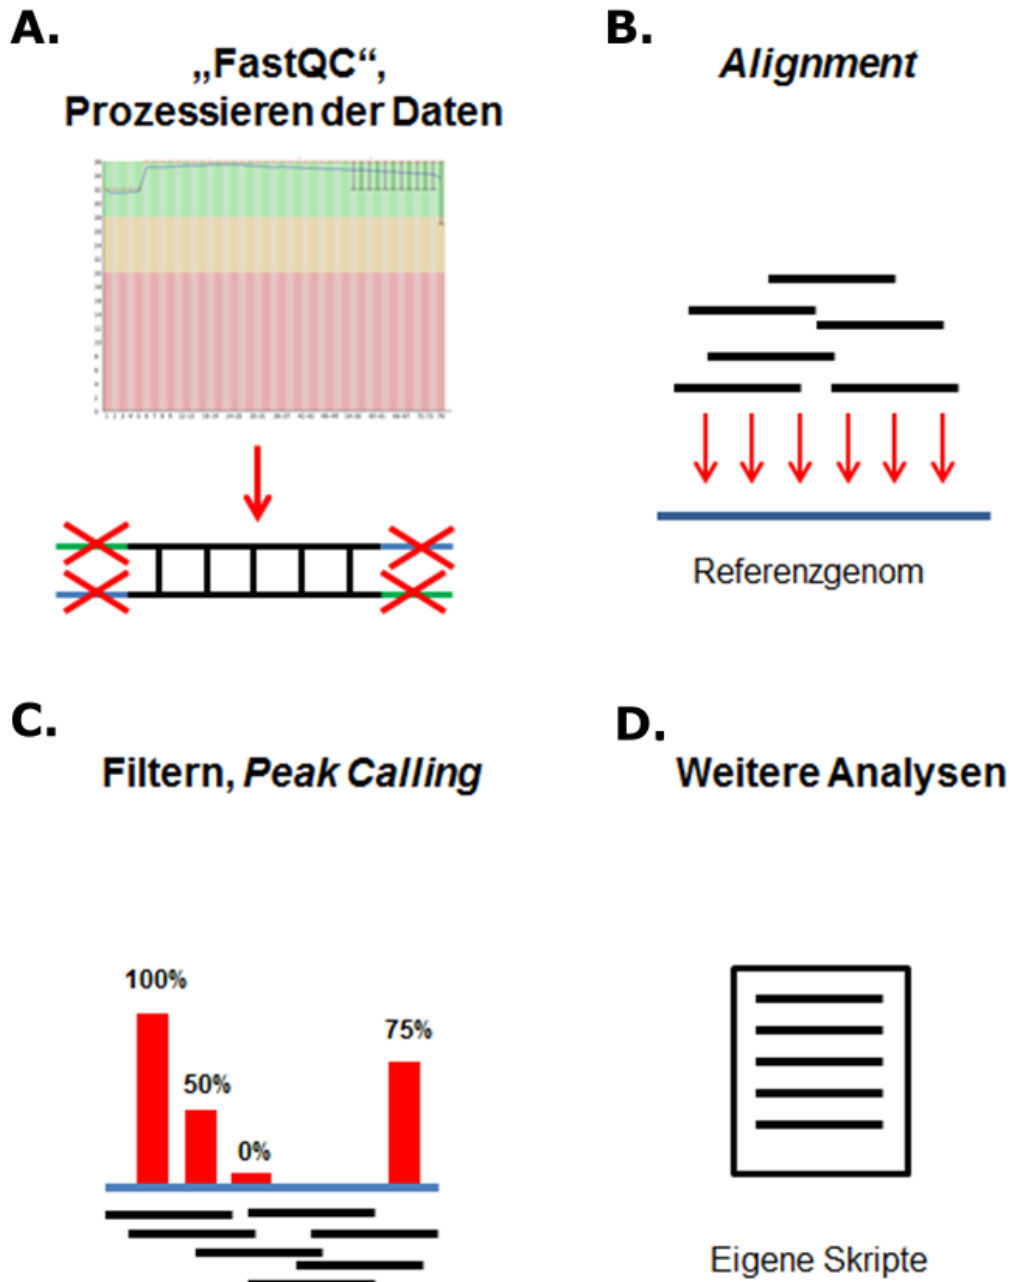 A.
„FastQC“,
Prozessieren der Daten
B.
Alignment
Referenzgenom
C.
Filtern, Peak Calling
100%
50%
0%
75%
D.
Weitere Analysen
Eigene Skripte